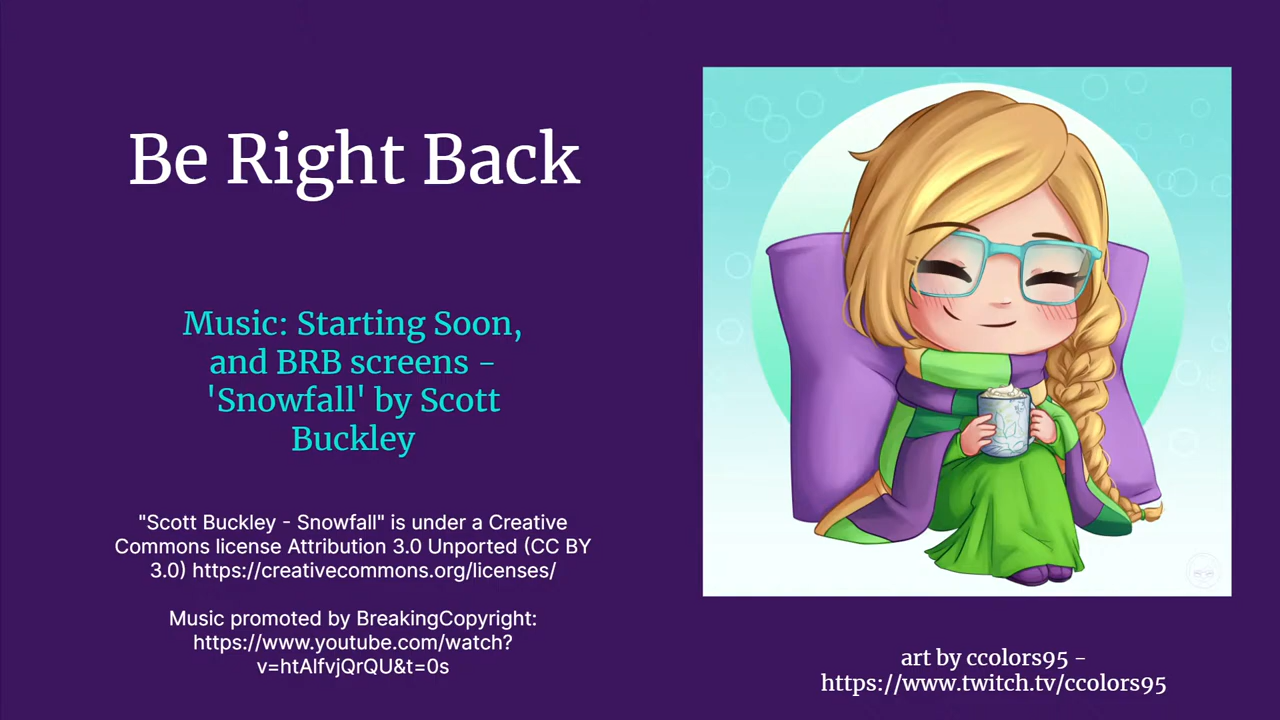 Be Right Back
Music: Starting Soon,
and BRB screens -
'Snowfall' by Scott
Buckley
"Scott Buckley - Snowfall" is under a Creative
Commons license Attribution 3.0 Unported (CC BY
3.0) https://creativecommons.org/licenses/
Music promoted by BreakingCopyright:
https://www.youtube.com/watch?
v=htAlfvjQrQU&t=0s
art by ccolors95 -
https://www.twitch.tv/ccolors95